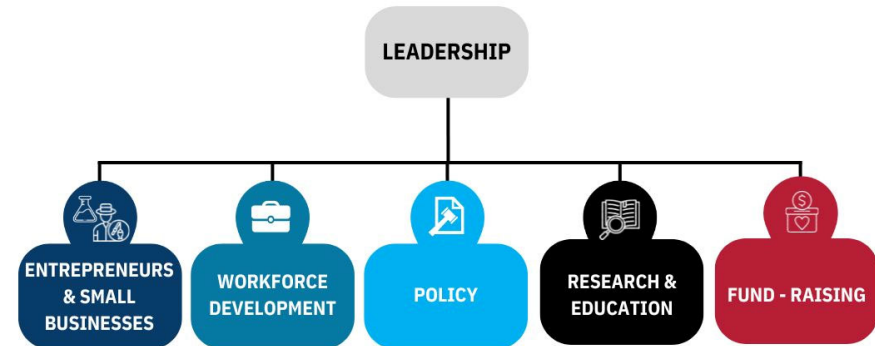 LEADERSHIP
ENTREPRENEURS
& SMALL
BUSINESSES
WORKFORCE
DEVELOPMENT
POLICY
RESEARCH &
EDUCATION
FUND - RAISING